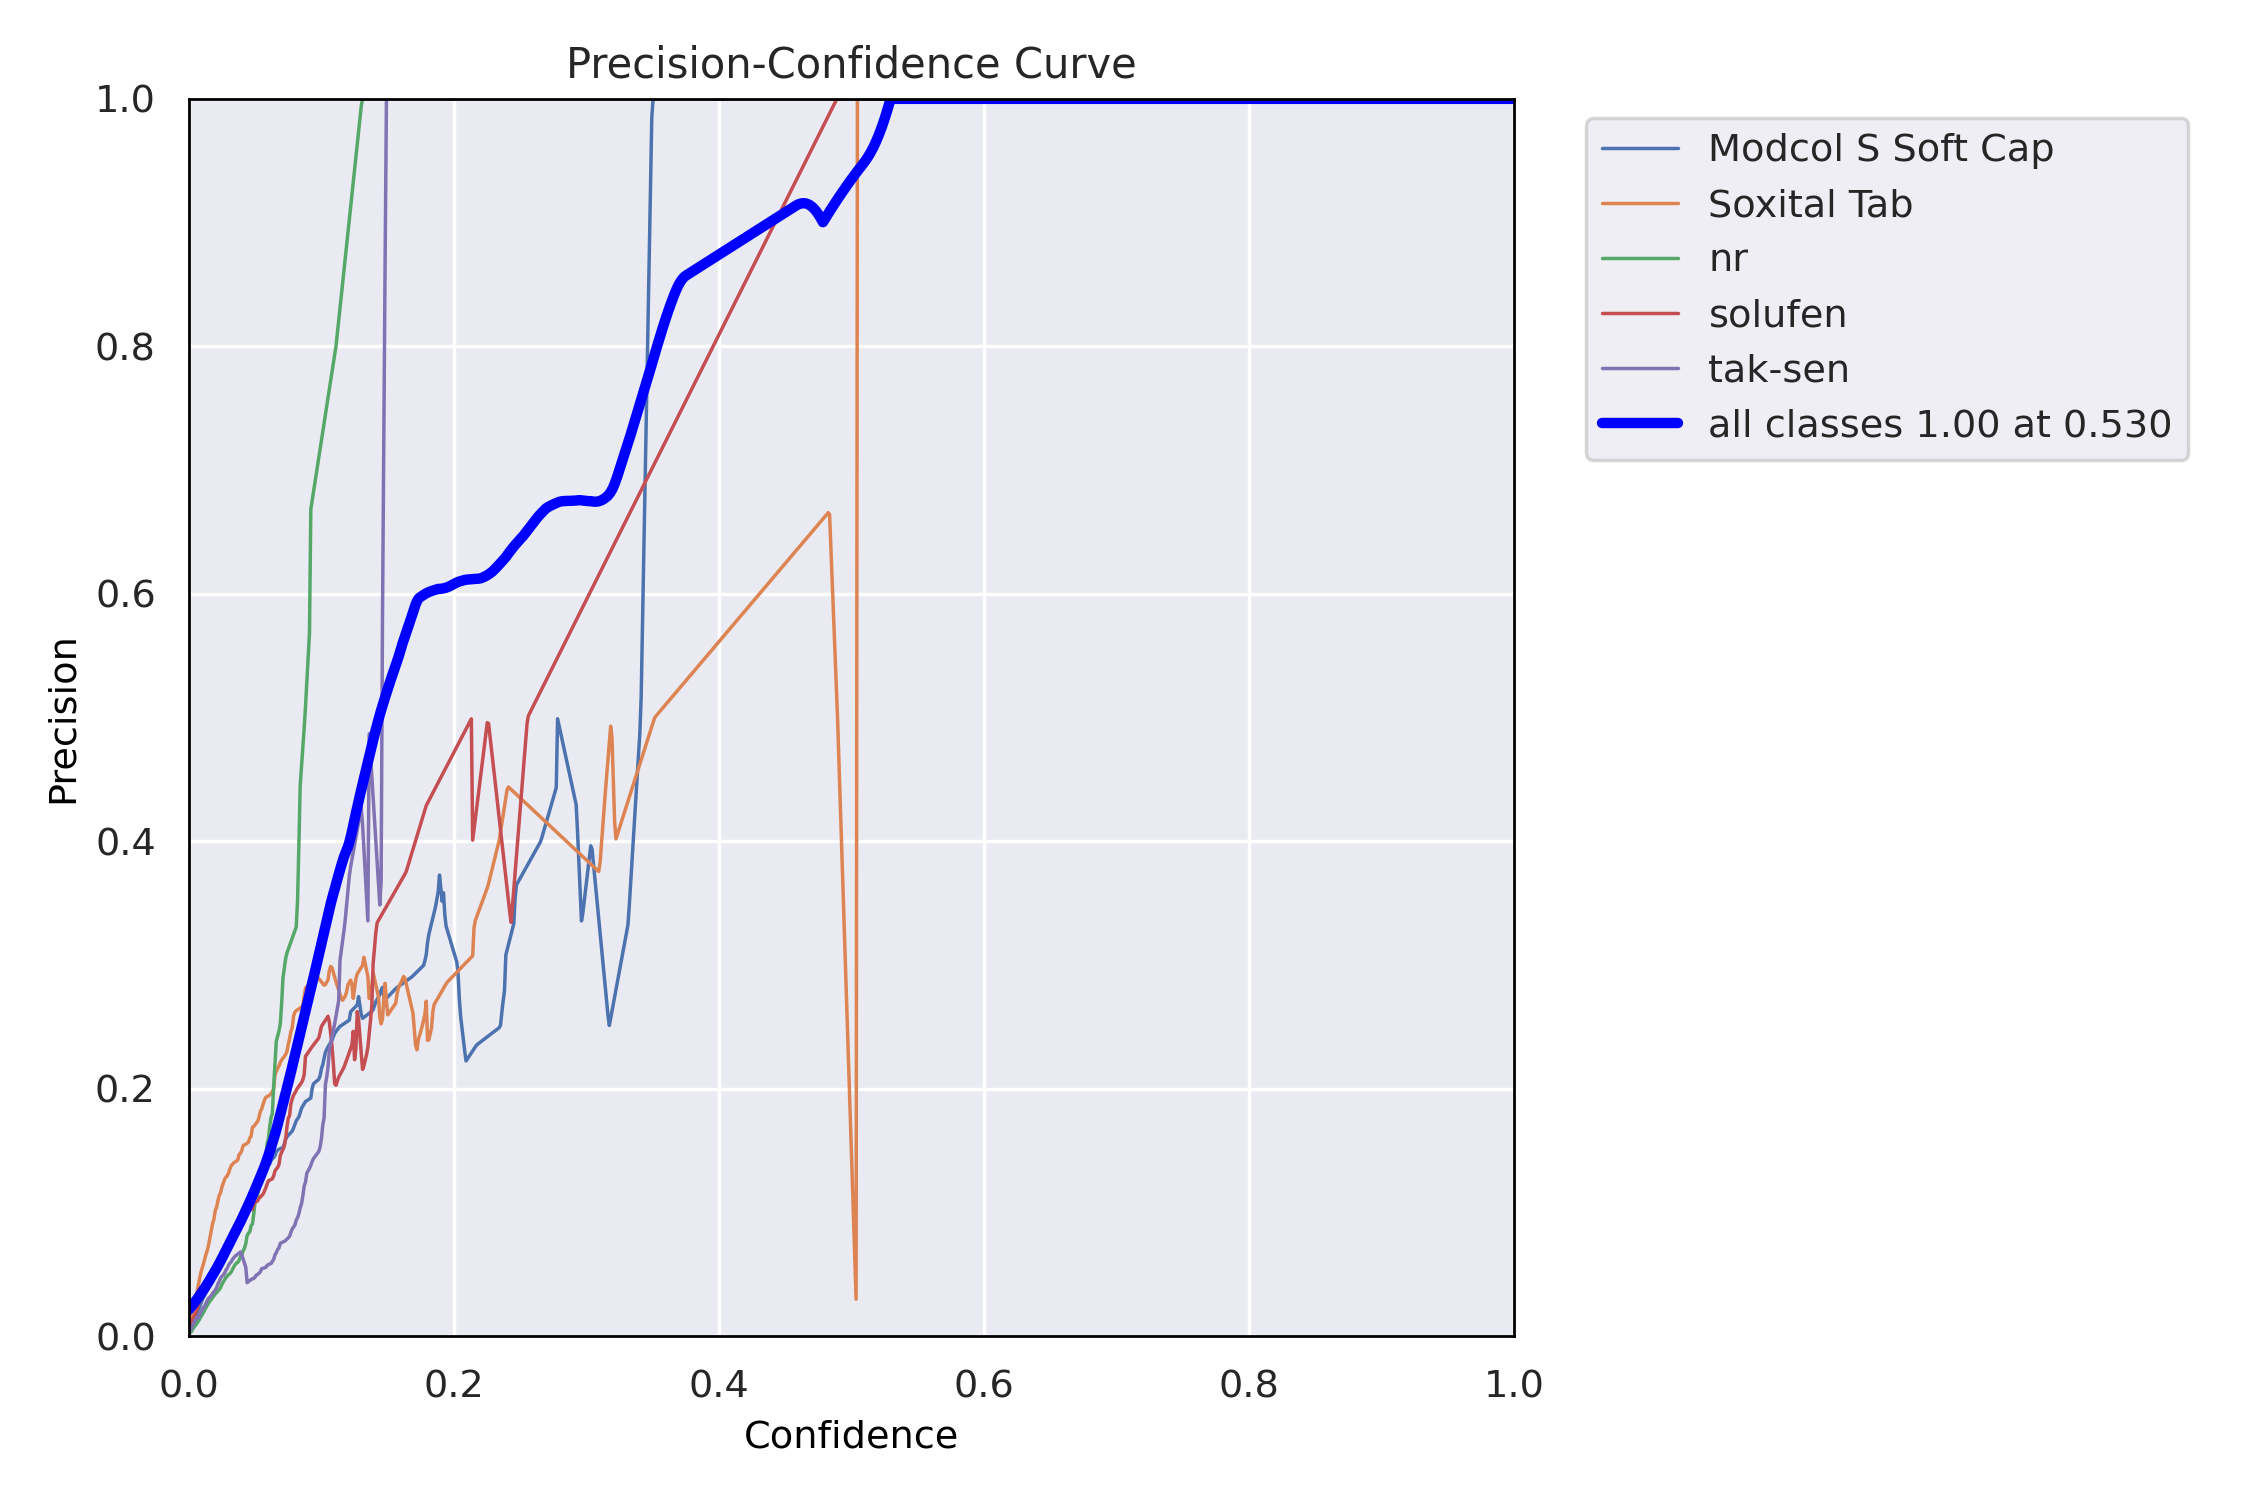 Precision-Confidence Curve
1.0
0.8
0.6
0.4
0.2
0.0
Precision
0.0 0.2 0.4 0.6 0.8 1.0
Confidence
Modcol S Soft Cap
Soxital Tab
nr
solufen
tak-sen
all classes 1.00 at 0.530